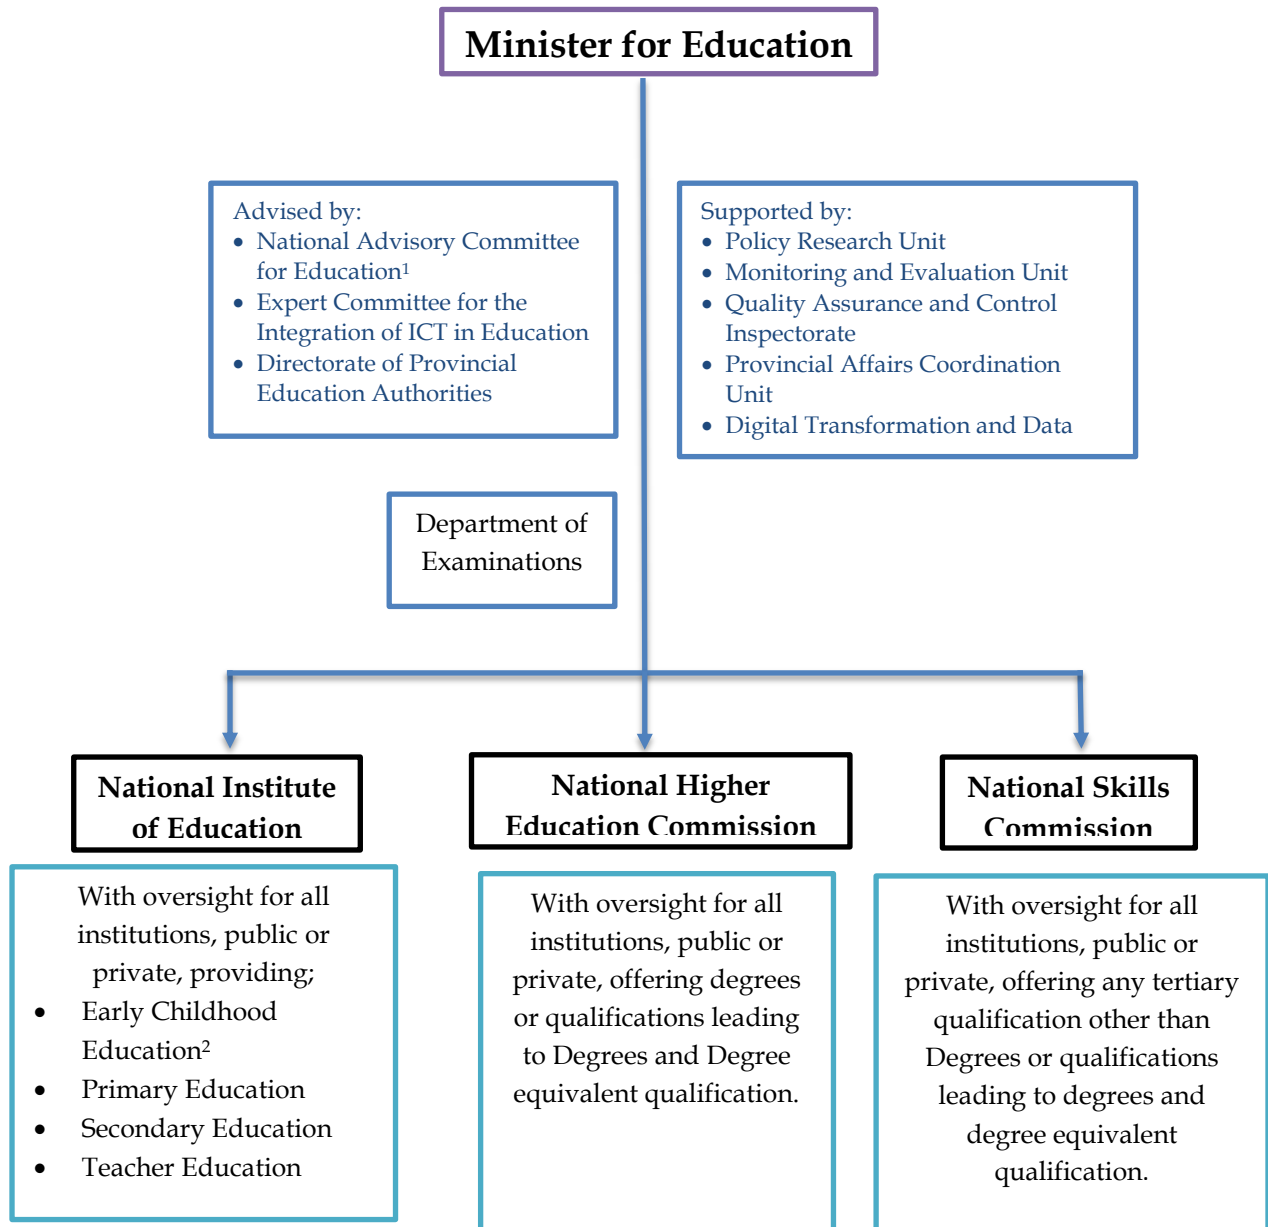 Minister for Education
Advised by:
• National Advisory Committee
for Education¹
• Expert Committee for the
Integration of ICT in Education
• Directorate of Provincial
Education Authorities
Supported by:
• Policy Research Unit
• Monitoring and Evaluation Unit
• Quality Assurance and Control
Inspectorate
• Provincial Affairs Coordination
Unit
• Digital Transformation and Data
Department of
Examinations
National Institute
of Education
With oversight for all
institutions, public or
private, providing;
• Early Childhood
Education²
• Primary Education
• Secondary Education
• Teacher Education
National Higher
Education Commission
With oversight for all
institutions, public or
private, offering degrees
or qualifications leading
to Degrees and Degree
equivalent qualification.
National Skills
Commission
With oversight for all
institutions, public or
private, offering any tertiary
qualification other than
Degrees or qualifications
leading to degrees and
degree equivalent
qualification.